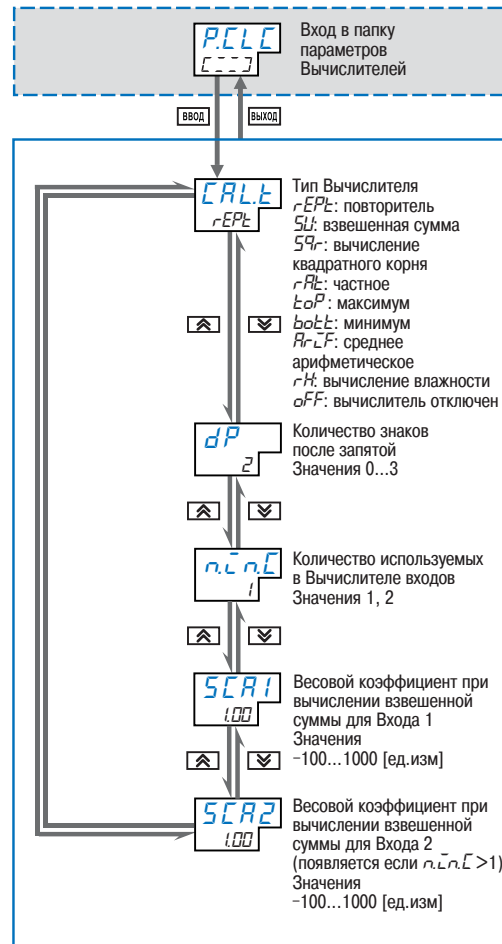 P.CLC
Вход в папку
параметров
Вычислителей
ВВОД
ВЫХОД
CAL.t
rEPt
Тип Вычислителя
rEPt: повторитель
SU: взвешенная сумма
SQr: вычисление
квадратного корня
rAt: частное
toP: максимум
bott: минимум
AriF: среднее
арифметическое
rH: вычисление влажности
oFF: вычислитель отключен
dP
2
Количество знаков
после запятой
Значения 0...3
n.in.C
1
Количество используемых
в Вычислителе входов
Значения 1, 2
SCA1
1.00
Весовой коэффициент при
вычислении взвешенной
суммы для Входа 1
Значения
-100...1000 [ед.изм]
SCA2
1.00
Весовой коэффициент при
вычислении взвешенной
суммы для Входа 2
(появляется если n.in.C >1)
Значения
-100...1000 [ед.изм]